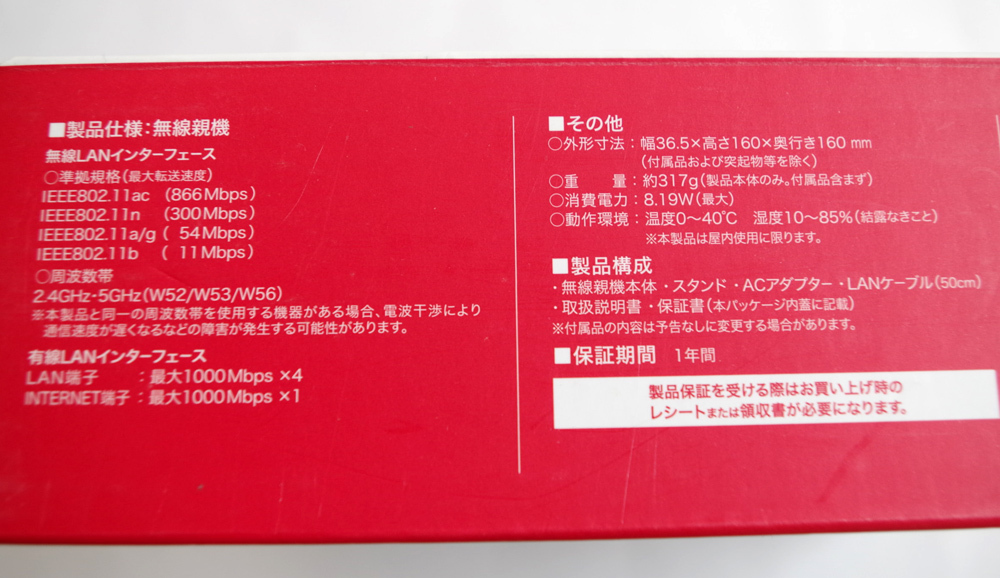 ■製品仕様:無線親機
無線LANインターフェース
○準拠規格(最大転送速度)
IEEE802.11ac (866Mbps)
IEEE802.11n (300Mbps)
IEEE802.11a/g ( 54Mbps)
IEEE802.11b ( 11Mbps)
○周波数帯
2.4GHz・5GHz(W52/W53/W56)
※本製品と同一の周波数帯を使用する機器がある場合、電波干渉により
通信速度が遅くなるなどの障害が発生する可能性があります。
有線LANインターフェース
LAN端子 :最大1000Mbps ×4
INTERNET端子:最大1000Mbps ×1
■その他
○外形寸法:幅36.5×高さ160×奥行き160 mm
(付属品および突起物等を除く)
○重 量:約317g(製品本体のみ。付属品含まず)
○消費電力:8.19W(最大)
○動作環境:温度0〜40℃ 湿度10〜85%(結露なきこと)
※本製品は屋内使用に限ります。
■製品構成
・無線親機本体・スタンド・ACアダプター・LANケーブル(50cm)
・取扱説明書・保証書(本パッケージ内蓋に記載)
※付属品の内容は予告なしに変更する場合があります。
■保証期間 1年間
製品保証を受ける際はお買い上げ時の
レシートまたは領収書が必要になります。